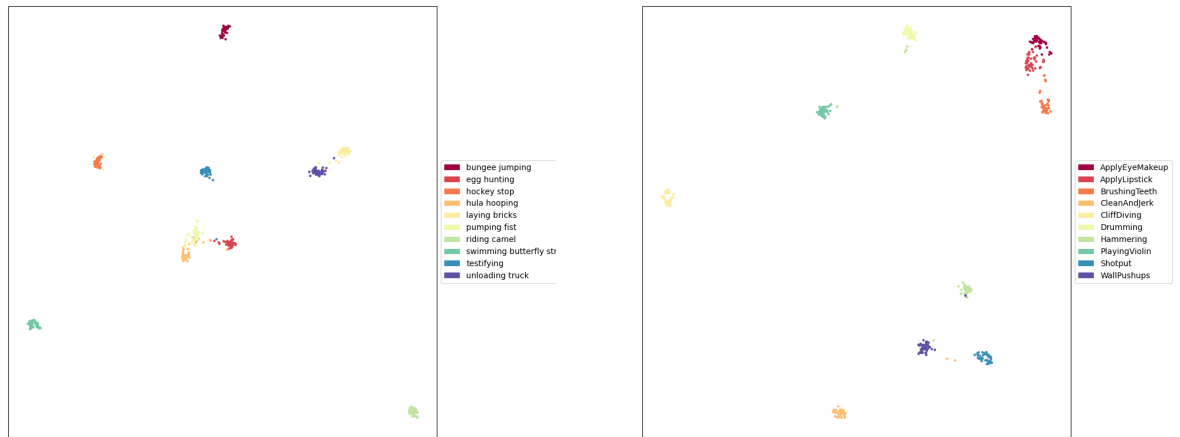 bungee jumping
egg hunting
hockey stop
hula hooping
laying bricks
pumping fist
riding camel
swimming butterfly str
testifying
unloading truck
ApplyEyeMakeup
ApplyLipstick
BrushingTeeth
CleanAndJerk
CliffDiving
Drumming
Hammering
PlayingViolin
Shotput
WallPushups